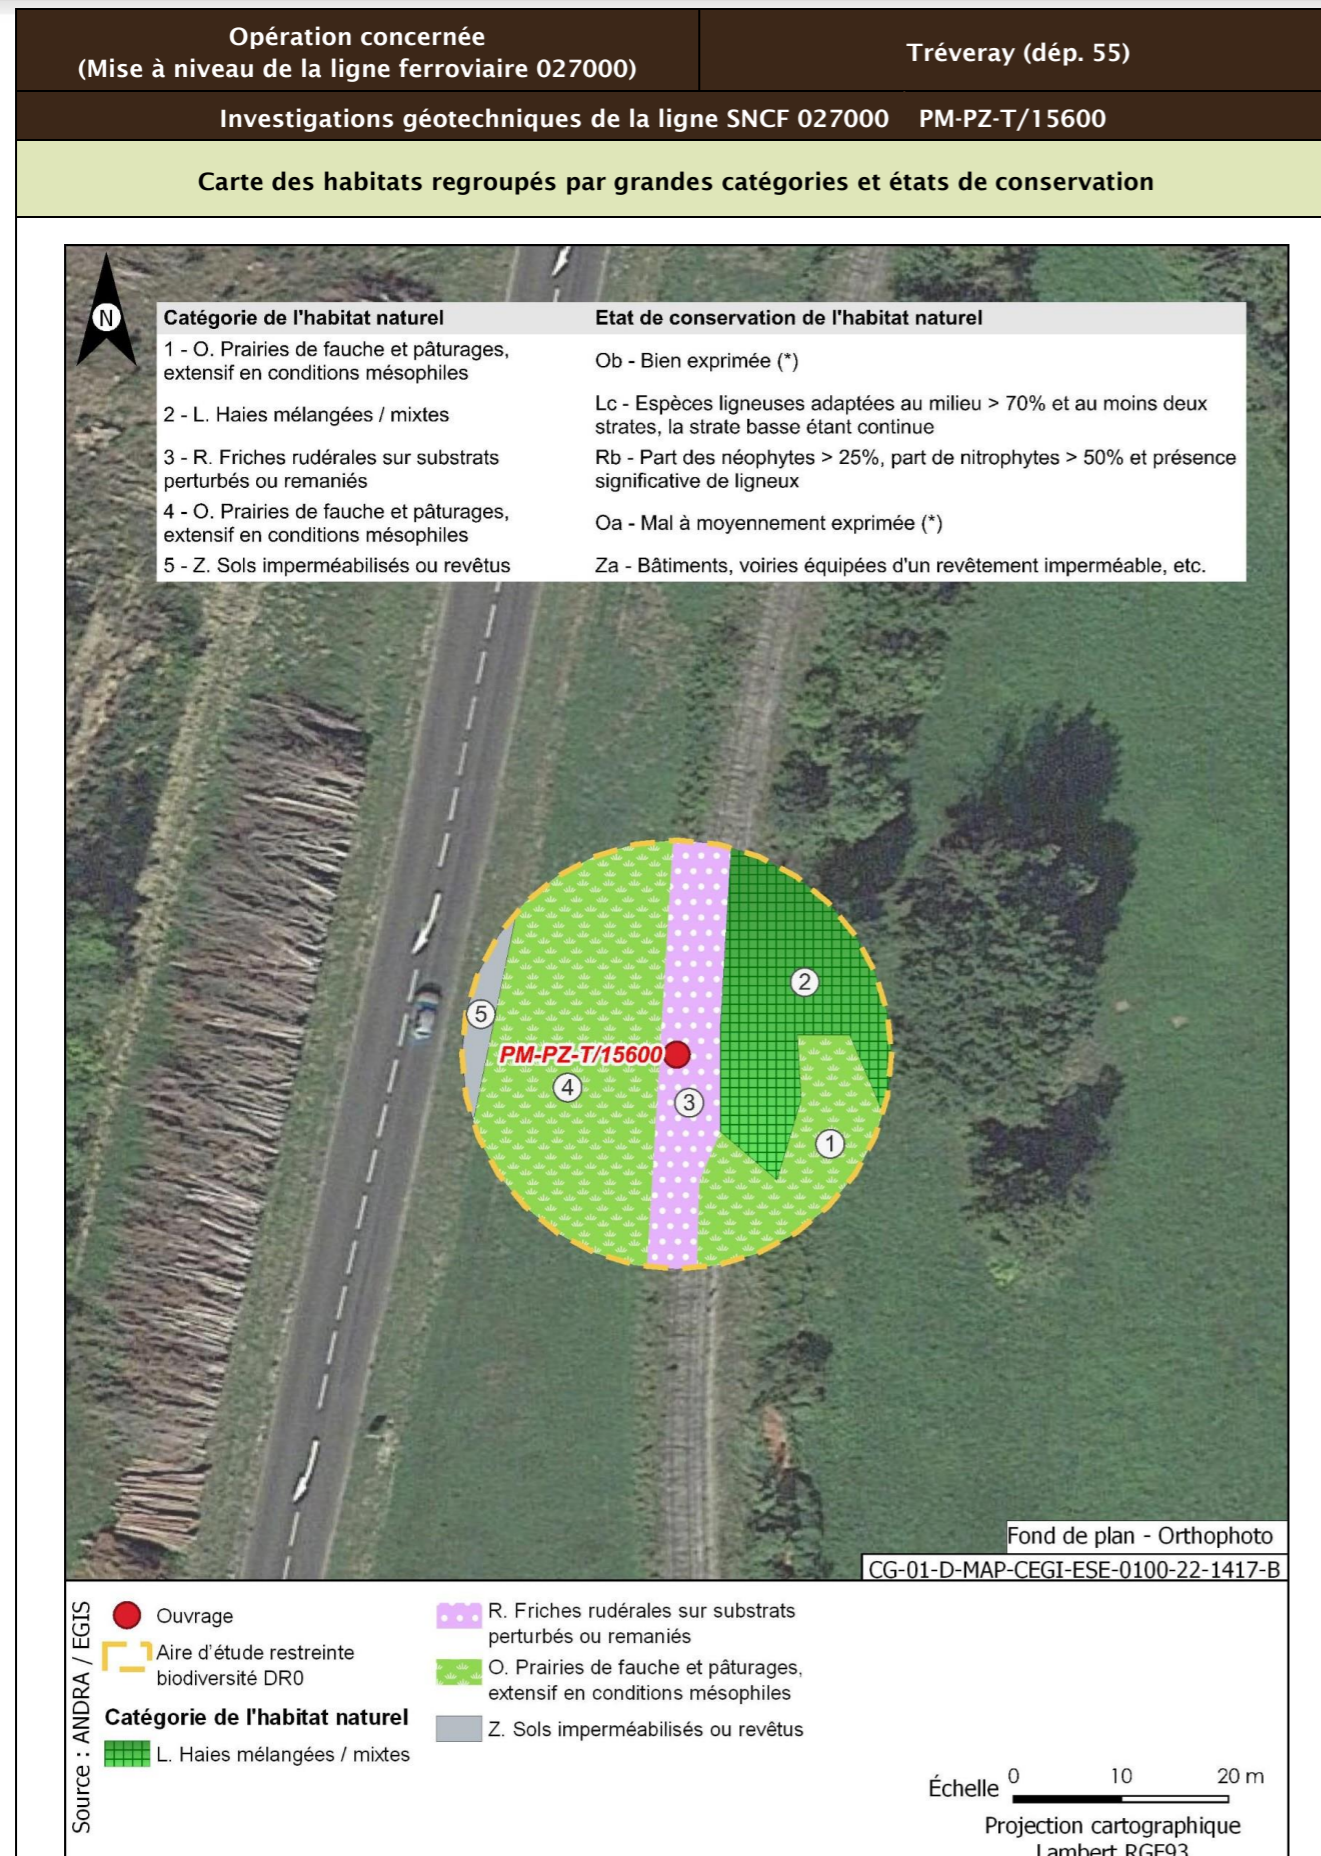 Opération concernée
(Mise à niveau de la ligne ferroviaire 027000)
Tréveray (dép. 55)
Investigations géotechniques de la ligne SNCF 027000 PM-PZ-T/15600
Carte des habitats regroupés par grandes catégories et états de conservation
N
Catégorie de l'habitat naturel
Etat de conservation de l'habitat naturel
1 - O. Prairies de fauche et pâturages,
extensif en conditions mésophiles
Ob - Bien exprimée (*)
2 - L. Haies mélangées / mixtes
Lc - Espèces ligneuses adaptées au milieu > 70% et au moins deux
strates, la strate basse étant continue
3 - R. Friches rudérales sur substrats
perturbés ou remaniés
Rb - Part des néophytes > 25%, part de nitrophytes > 50% et présence
significative de ligneux
4 - O. Prairies de fauche et pâturages,
extensif en conditions mésophiles
Oa - Mal à moyennement exprimée (*)
5 - Z. Sols imperméabilisés ou revêtus
Za - Bâtiments, voiries équipées d'un revêtement imperméable, etc.
2
5
PM-PZ-T/15600
4
3
1
Fond de plan - Orthophoto
CG-01-D-MAP-CEGI-ESE-0100-22-1417-B
Source : ANDRA / EGIS
Ouvrage
Aire d'étude restreinte
biodiversité DR0
Catégorie de l'habitat naturel
L. Haies mélangées / mixtes
R. Friches rudérales sur substrats
perturbés ou remaniés
O. Prairies de fauche et pâturages,
extensif en conditions mésophiles
Z. Sols imperméabilisés ou revêtus
Échelle 0 10 20 m
Projection cartographique
Lambert RGF93